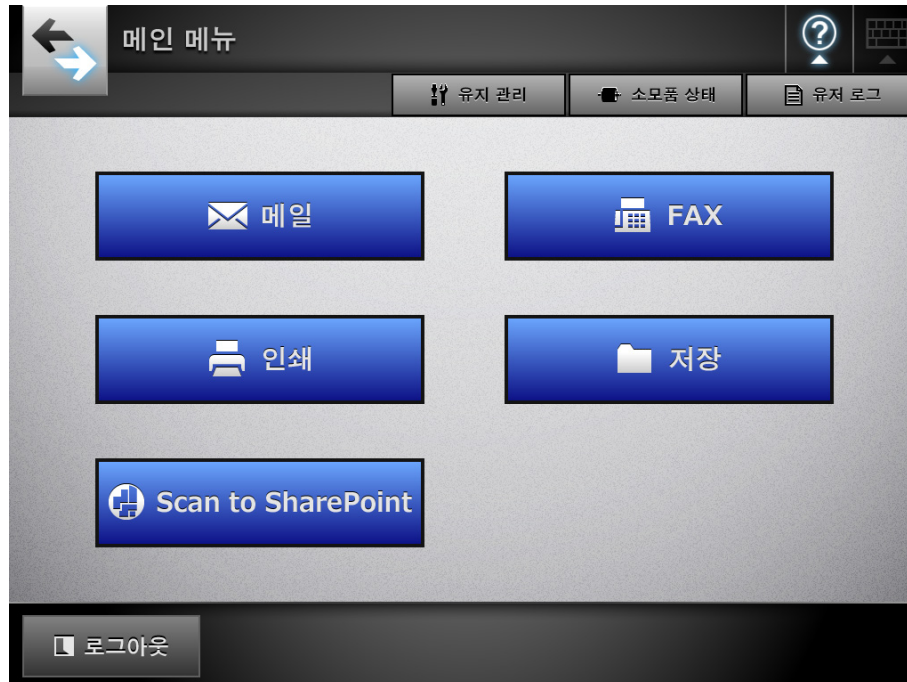 메인 메뉴
유지 관리
소모품 상태
유저 로그
메일
FAX
인쇄
저장
Scan to SharePoint
로그아웃